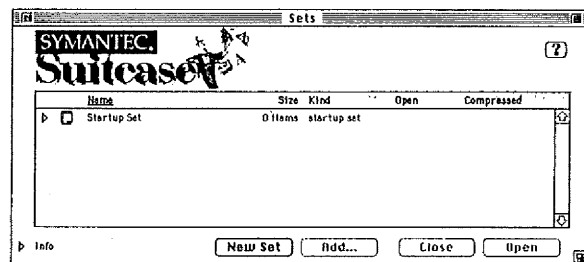 Sets
SYMANTEC.
Suitcase
?
Name Size Kind Open Compressed
Startup Set 0 items startup set
Info New Set Add... Close Open